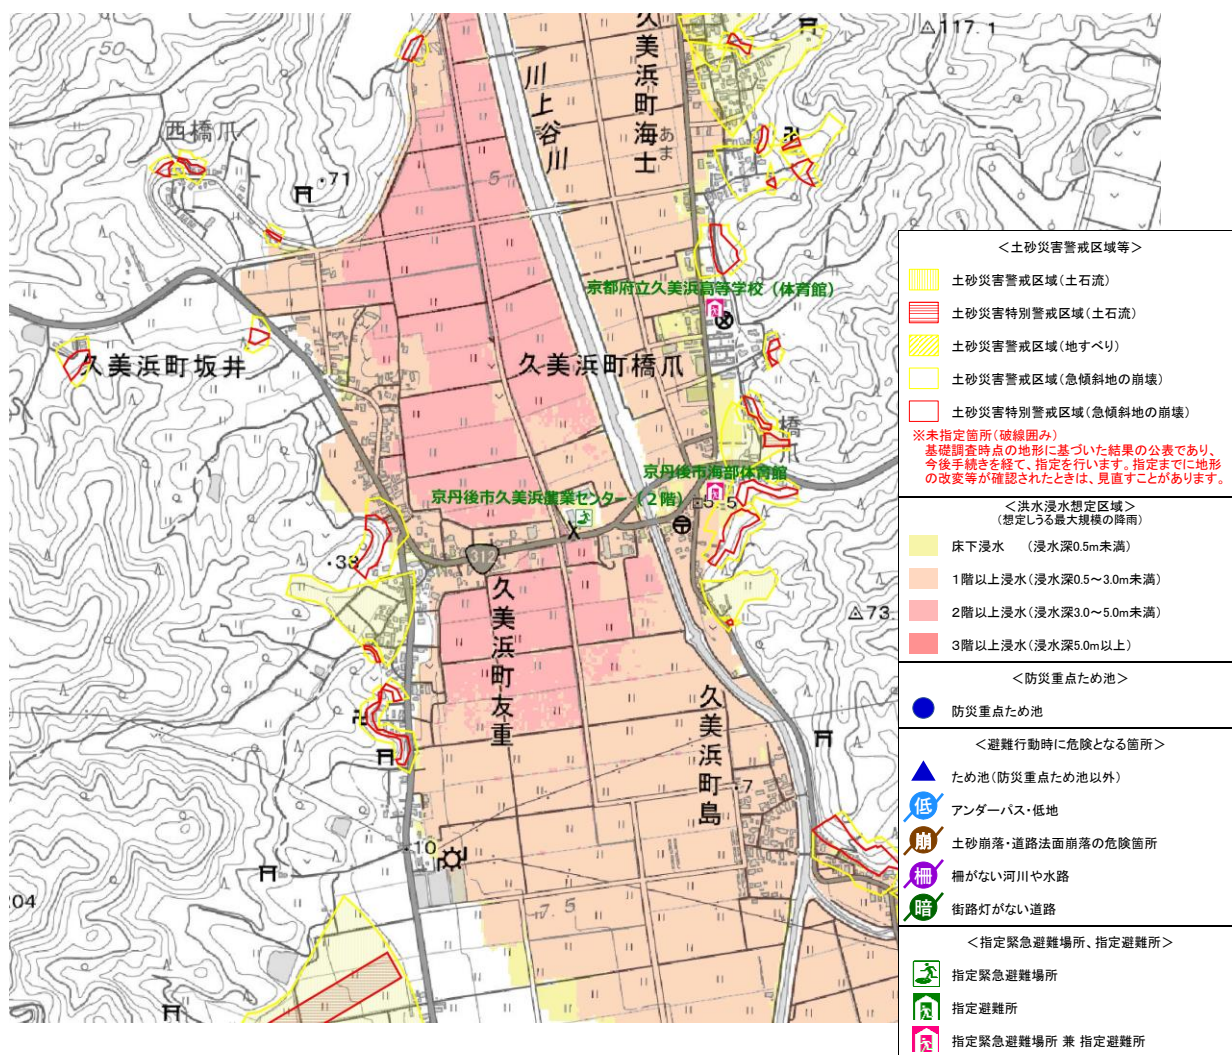 50
西橋爪
・71
川上谷川
久美浜町海士
あま
△117.1
5
京都府立久美浜高等学校（体育館）
久美浜町坂井
久美浜町橋爪
橋爪
京丹後市海部体育館
京丹後市久美浜農業センター（２階）
5.5
・33
312
久美浜町友重
久美浜町島
△73.
・7
・10
7.5
04
＜土砂災害警戒区域等＞
土砂災害警戒区域（土石流）
土砂災害特別警戒区域（土石流）
土砂災害警戒区域（地すべり）
土砂災害警戒区域（急傾斜地の崩壊）
土砂災害特別警戒区域（急傾斜地の崩壊）
※未指定箇所（破線囲み）
基礎調査時点の地形に基づいた結果の公表であり、
今後手続きを経て、指定を行います。指定までに地形
の改変等が確認されたときは、見直すことがあります。
＜洪水浸水想定区域＞
（想定しうる最大規模の降雨）
床下浸水　（浸水深0.5m未満）
１階以上浸水（浸水深0.5～3.0m未満）
２階以上浸水（浸水深3.0～5.0m未満）
３階以上浸水（浸水深5.0m以上）
＜防災重点ため池＞
防災重点ため池
＜避難行動時に危険となる箇所＞
ため池（防災重点ため池以外）
低 アンダーパス・低地
崩 土砂崩落・道路法面崩落の危険箇所
柵 柵がない河川や水路
暗 街路灯がない道路
＜指定緊急避難場所、指定避難所＞
指定緊急避難場所
指定避難所
指定緊急避難場所 兼 指定避難所